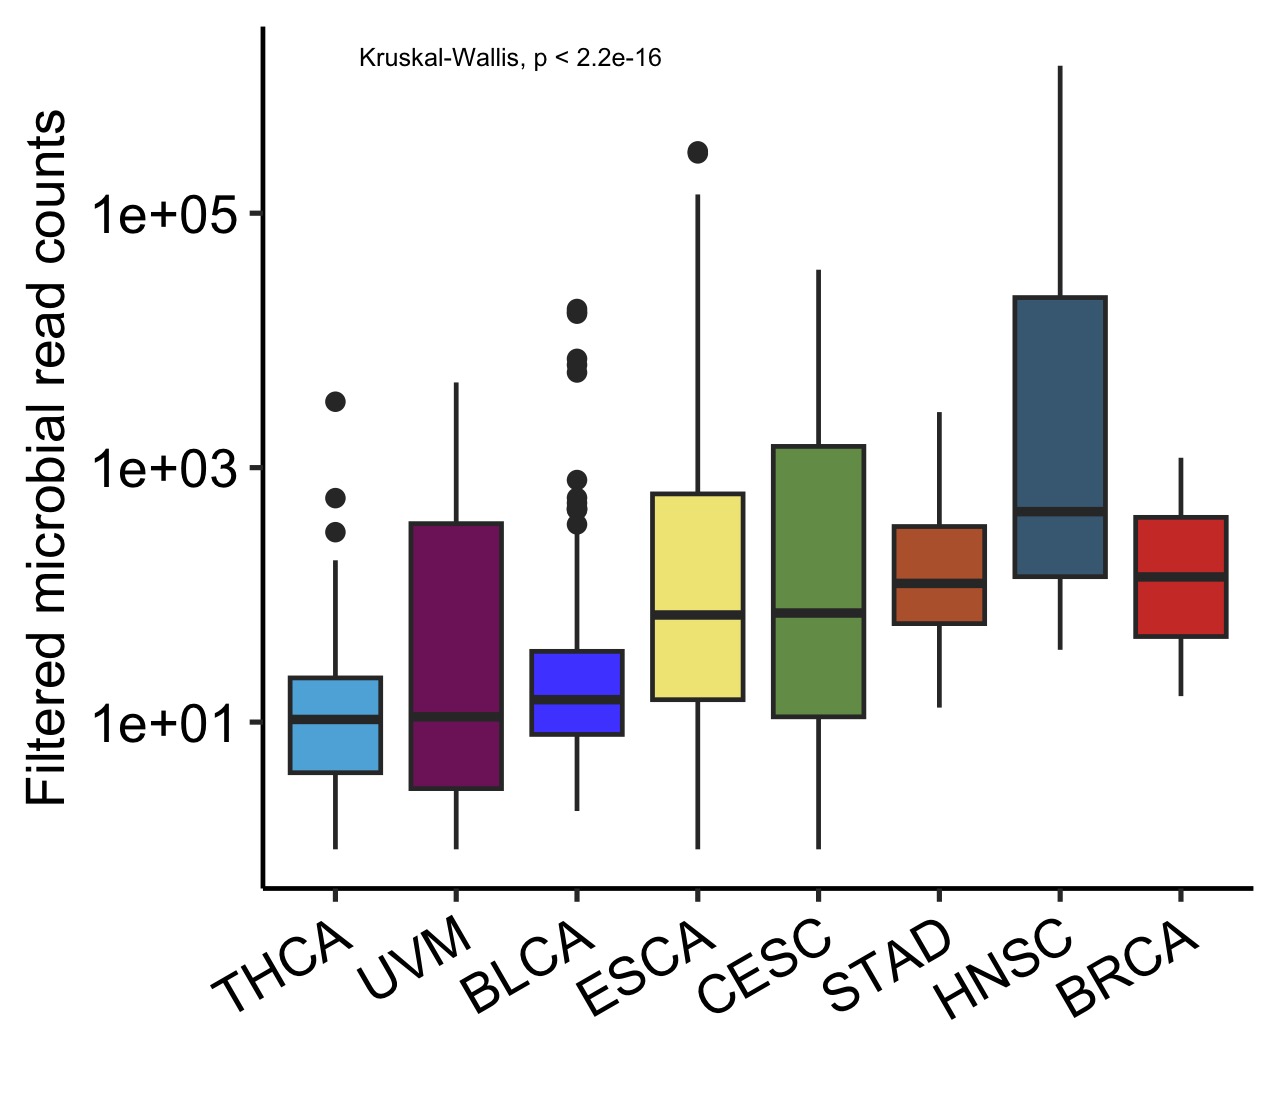 Kruskal-Wallis, p < 2.2e-16
Filtered microbial read counts
1e+05
1e+03
1e+01
THCA
UVM
BLCA
ESCA
CESC
STAD
HNSC
BRCA